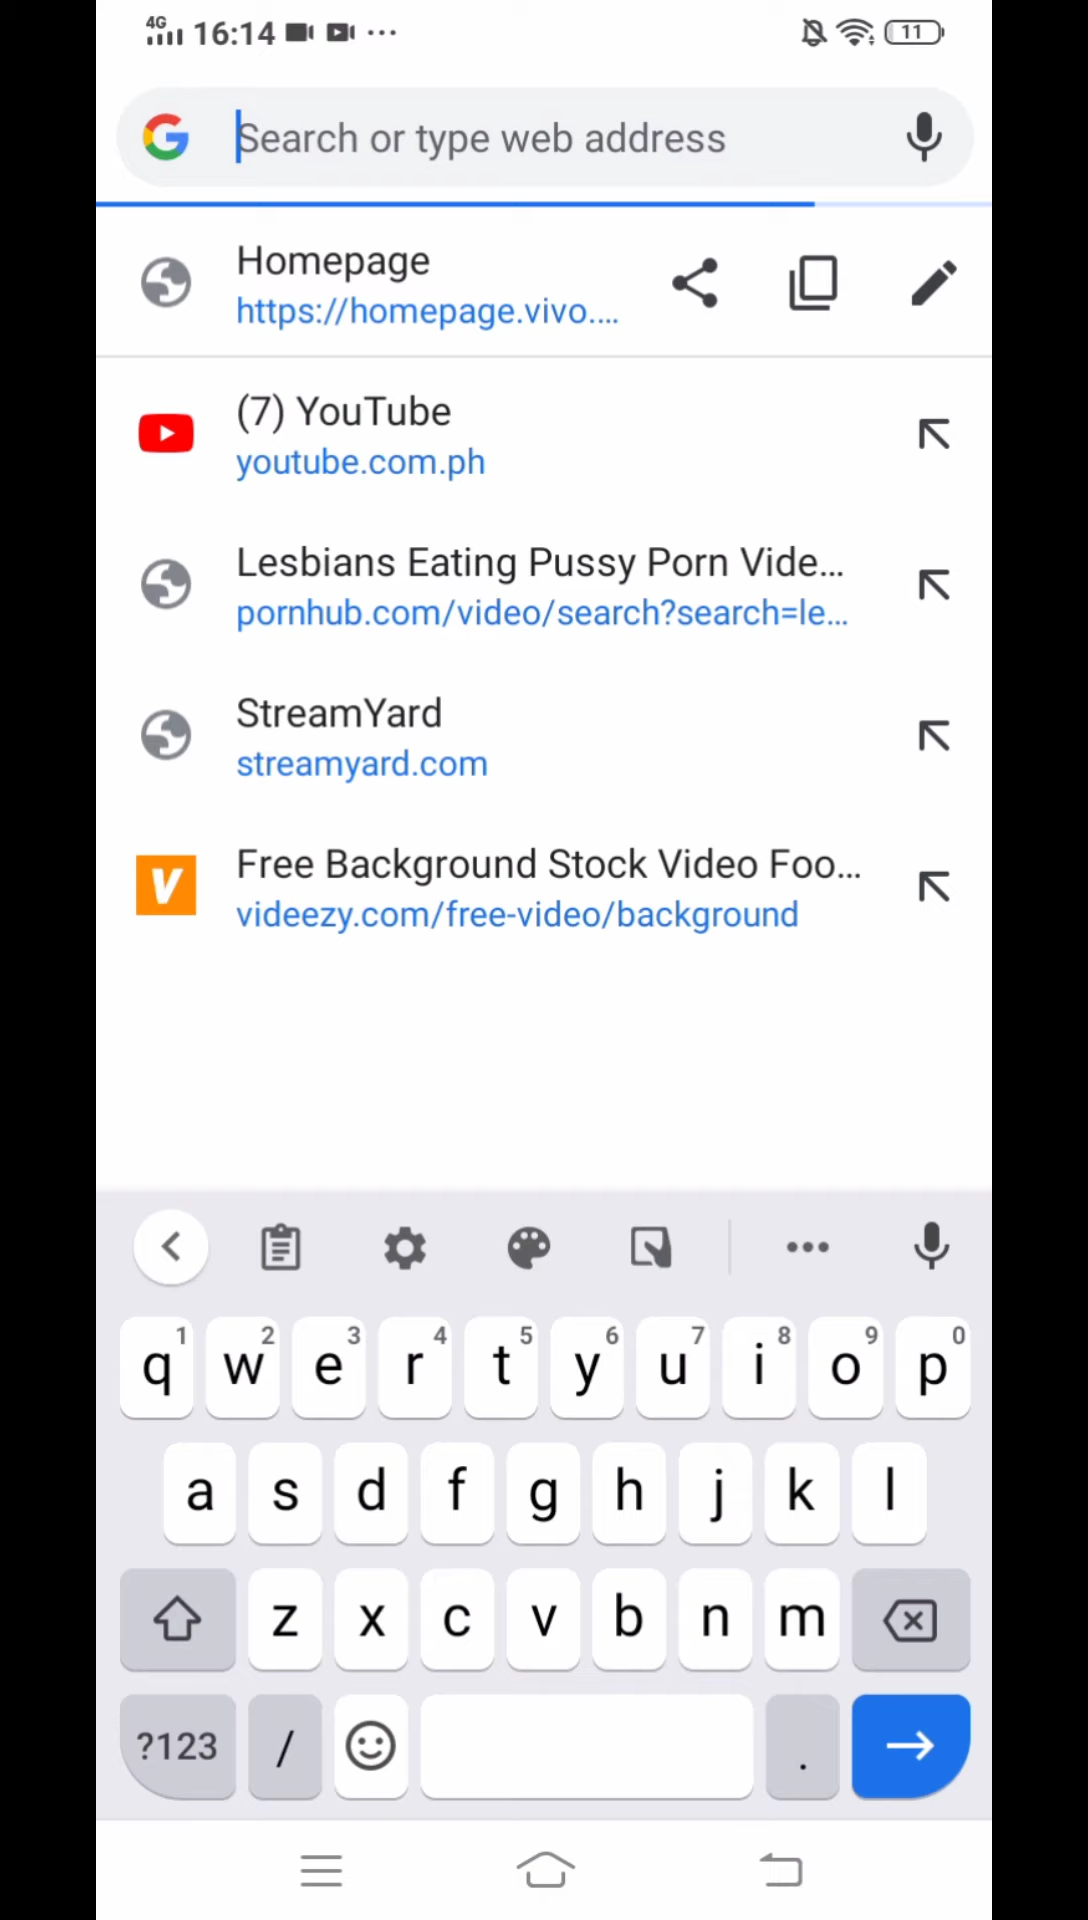 4G 16:14 11
Search or type web address
Homepage
https://homepage.vivo....
(7) YouTube
youtube.com.ph
Lesbians Eating Pussy Porn Vide...
pornhub.com/video/search?search=le...
StreamYard
streamyard.com
Free Background Stock Video Foo...
videezy.com/free-video/background
1 2 3 4 5 6 7 8 9 0
q w e r t y u i o p
a s d f g h j k l
z x c v b n m
?123 / .